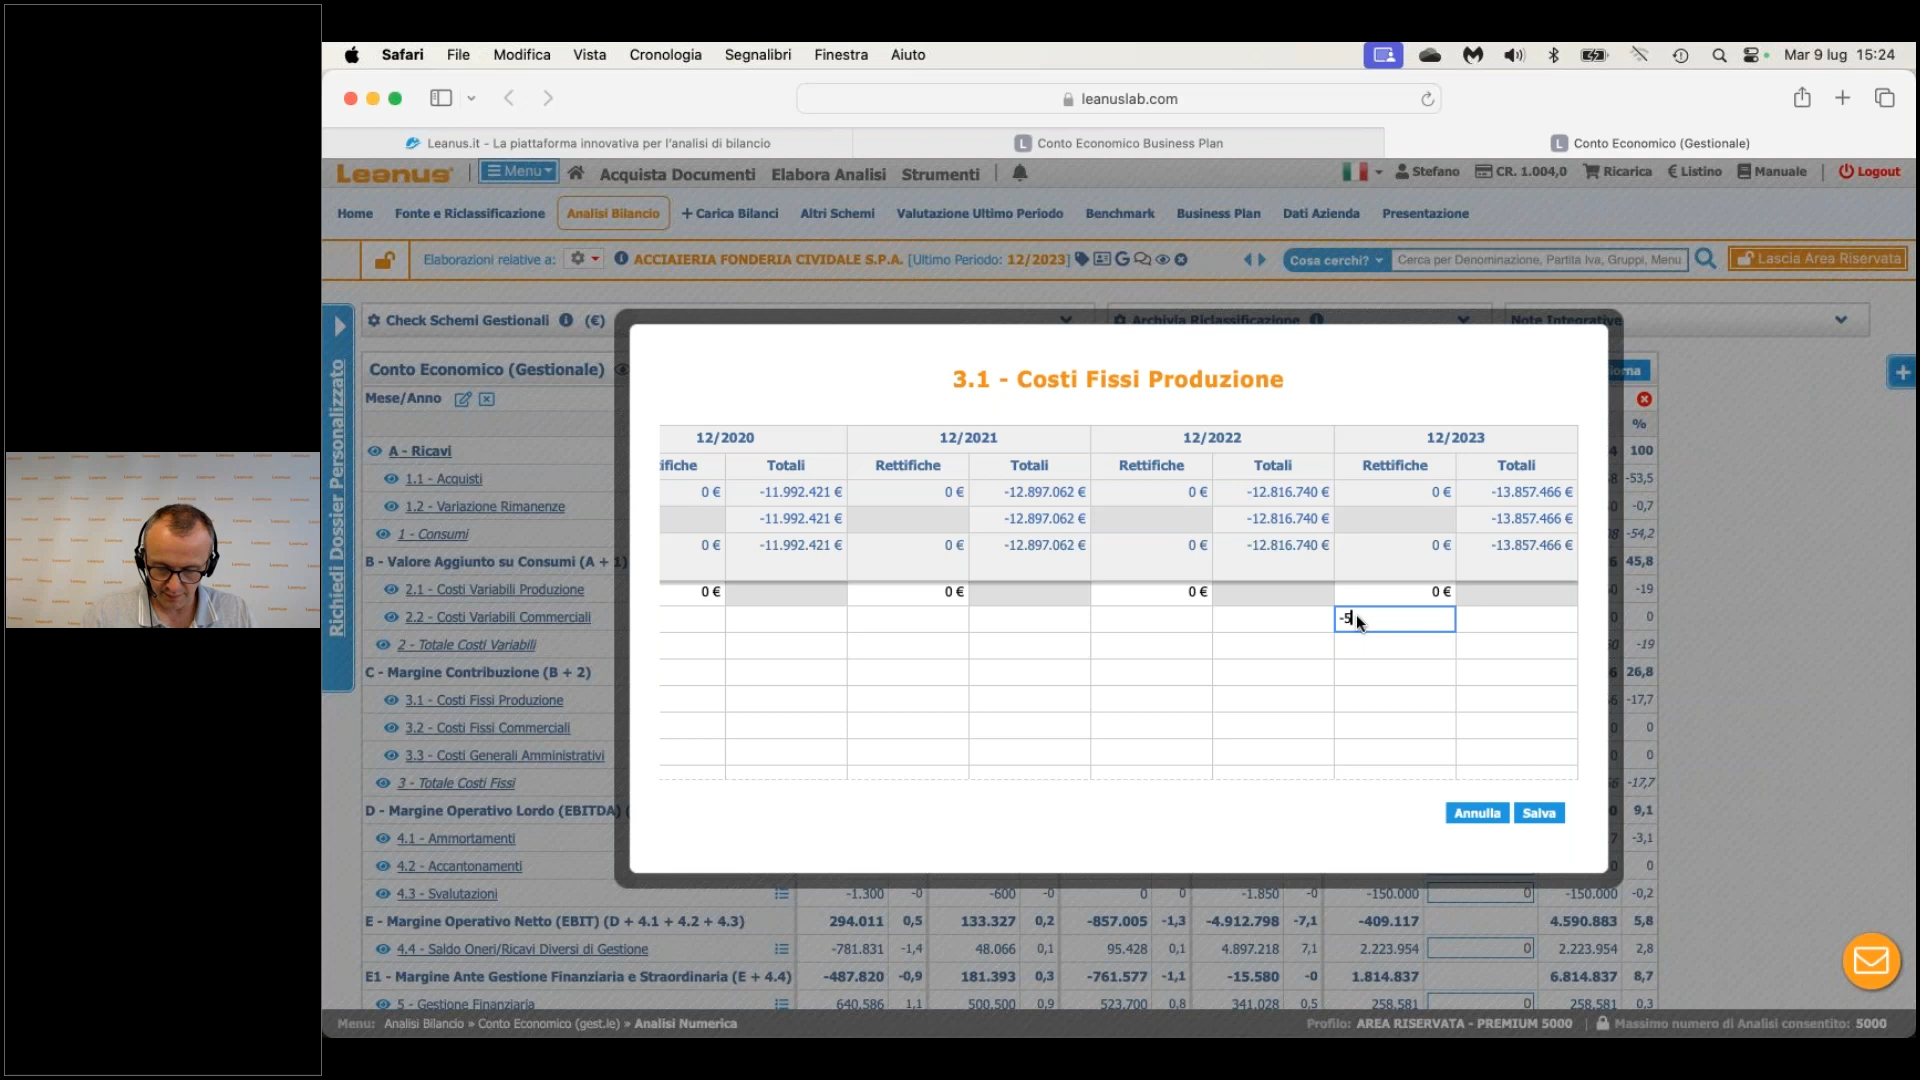 Safari File Modifica Vista Cronologia Segnalibri Finestra Aiuto Mar 9 lug 15:24
leanuslab.com
Leanus.it - La piattaforma innovativa per l'analisi di bilancio
L Conto Economico Business Plan
L Conto Economico (Gestionale)
Leanus Menu Acquista Documenti Elabora Analisi Strumenti Stefano CR. 1.004,0 Ricarica € Listino Manuale Logout
Home Fonte e Riclassificazione Analisi Bilancio + Carica Bilanci Altri Schemi Valutazione Ultimo Periodo Benchmark Business Plan Dati Azienda Presentazione
Elaborazioni relative a: ACCIAIERIA FONDERIA CIVIDALE S.P.A. [Ultimo Periodo: 12/2023] Cosa cerchi? Cerca per Denominazione, Partita Iva, Gruppi, Menu Lascia Area Riservata
Check Schemi Gestionali (€) Archivia Riclassificazione Note Integrative
Richiedi Dossier Personalizzato
Conto Economico (Gestionale)
Mese/Anno
%
A - Ricavi 100
1.1 - Acquisti -53,5
1.2 - Variazione Rimanenze -0,7
1 - Consumi -54,2
B - Valore Aggiunto su Consumi (A + 1) 45,8
2.1 - Costi Variabili Produzione -19
2.2 - Costi Variabili Commerciali 0
2 - Totale Costi Variabili -19
C - Margine Contribuzione (B + 2) 26,8
3.1 - Costi Fissi Produzione -17,7
3.2 - Costi Fissi Commerciali 0
3.3 - Costi Generali Amministrativi 0
3 - Totale Costi Fissi -17,7
D - Margine Operativo Lordo (EBITDA) 9,1
4.1 - Ammortamenti -3,1
4.2 - Accantonamenti 0
3.1 - Costi Fissi Produzione
12/2020 12/2021 12/2022 12/2023
ifiche Totali Rettifiche Totali Rettifiche Totali Rettifiche Totali
0 € -11.992.421 € 0 € -12.897.062 € 0 € -12.816.740 € 0 € -13.857.466 €
-11.992.421 € -12.897.062 € -12.816.740 € -13.857.466 €
0 € -11.992.421 € 0 € -12.897.062 € 0 € -12.816.740 € 0 € -13.857.466 €
0 € 0 € 0 € 0 €
-5
Annulla Salva
4.3 - Svalutazioni -1.300 -0 -600 -0 0 0 -1.850 -0 -150.000 0 -150.000 -0,2
E - Margine Operativo Netto (EBIT) (D + 4.1 + 4.2 + 4.3) 294.011 0,5 133.327 0,2 -857.005 -1,3 -4.912.798 -7,1 -409.117 4.590.883 5,8
4.4 - Saldo Oneri/Ricavi Diversi di Gestione -781.831 -1,4 48.066 0,1 95.428 0,1 4.897.218 7,1 2.223.954 0 2.223.954 2,8
E1 - Margine Ante Gestione Finanziaria e Straordinaria (E + 4.4) -487.820 -0,9 181.393 0,3 -761.577 -1,1 -15.580 -0 1.814.837 6.814.837 8,7
5 - Gestione Finanziaria 640.586 1,1 500.500 0,9 523.700 0,8 341.028 0,5 258.581 0 258.581 0,3
Menu: Analisi Bilancio » Conto Economico (gest.le) » Analisi Numerica Profilo: AREA RISERVATA - PREMIUM 5000 | Massimo numero di Analisi consentito: 5000